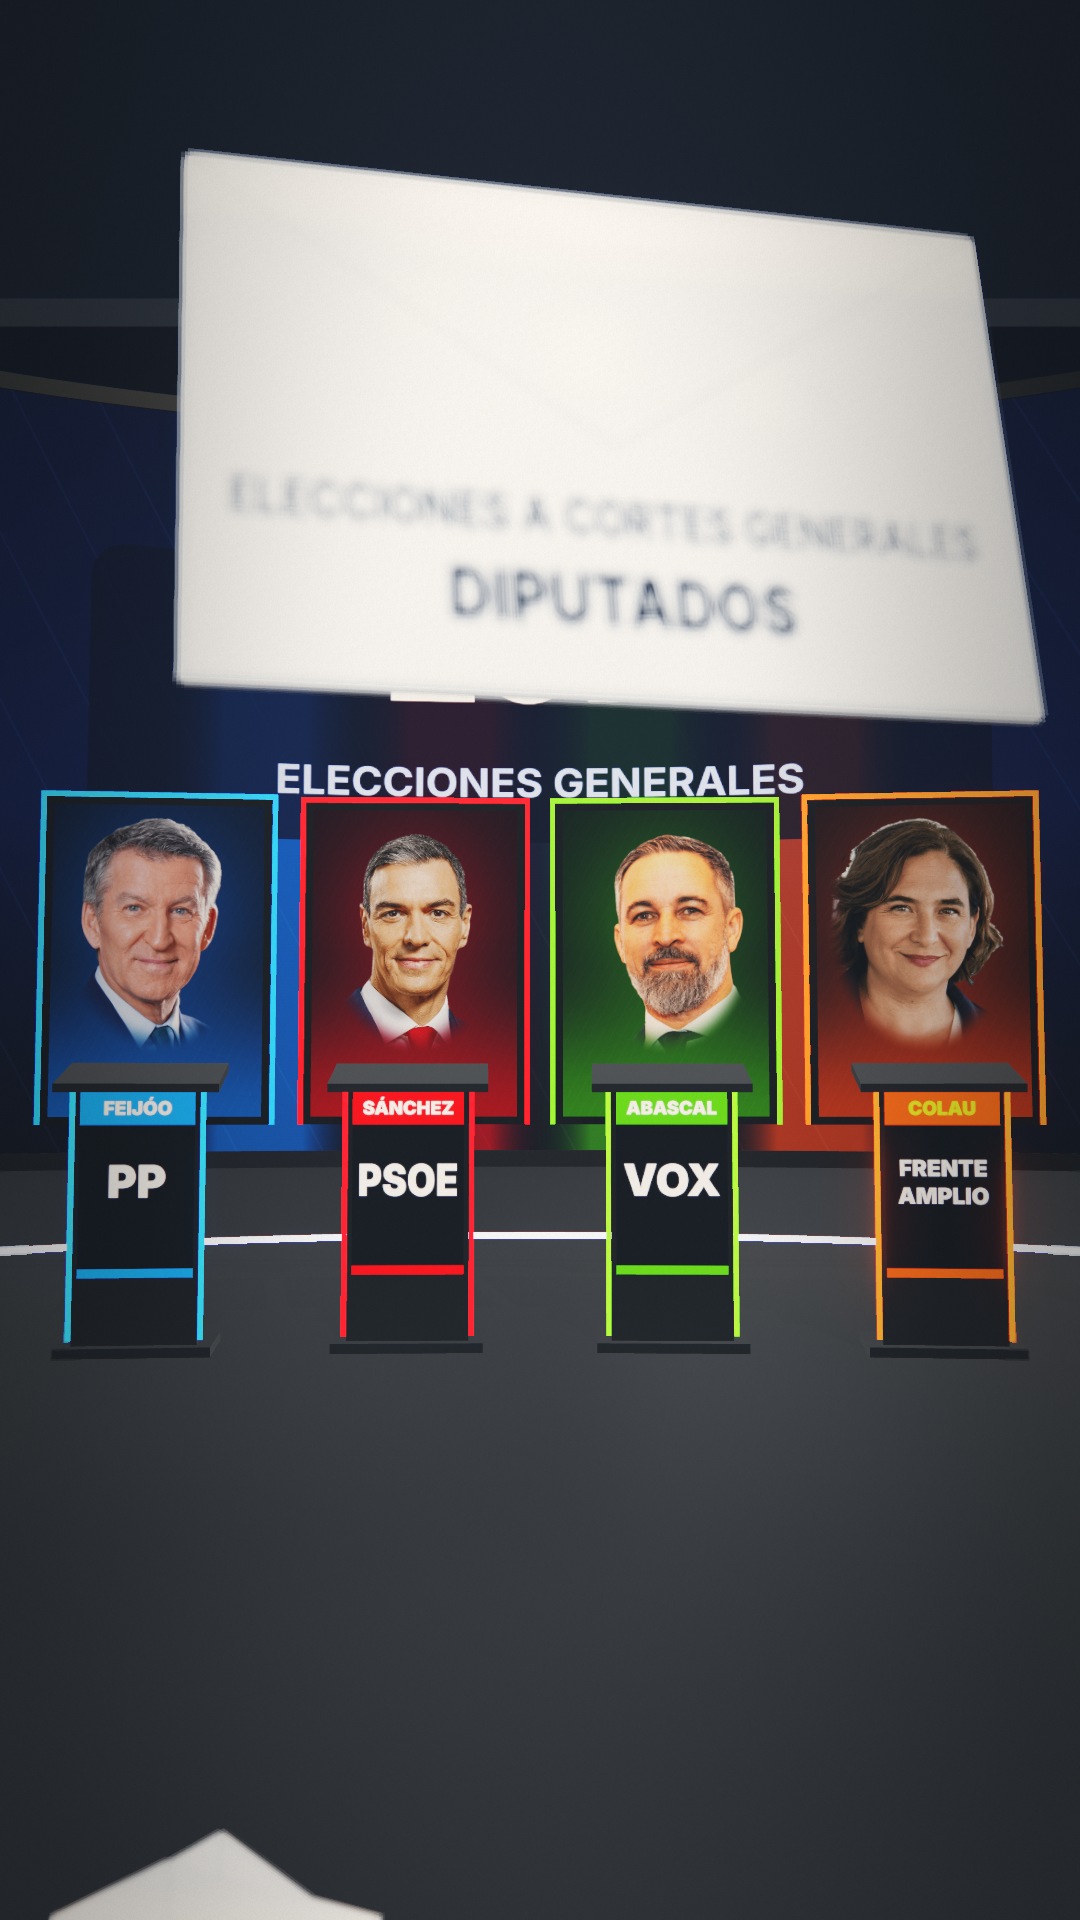 ELECCIONES A CORTES GENERALES
DIPUTADOS
ELECCIONES GENERALES
FEIJÓO
PP
SÁNCHEZ
PSOE
ABASCAL
VOX
COLAU
FRENTE
AMPLIO